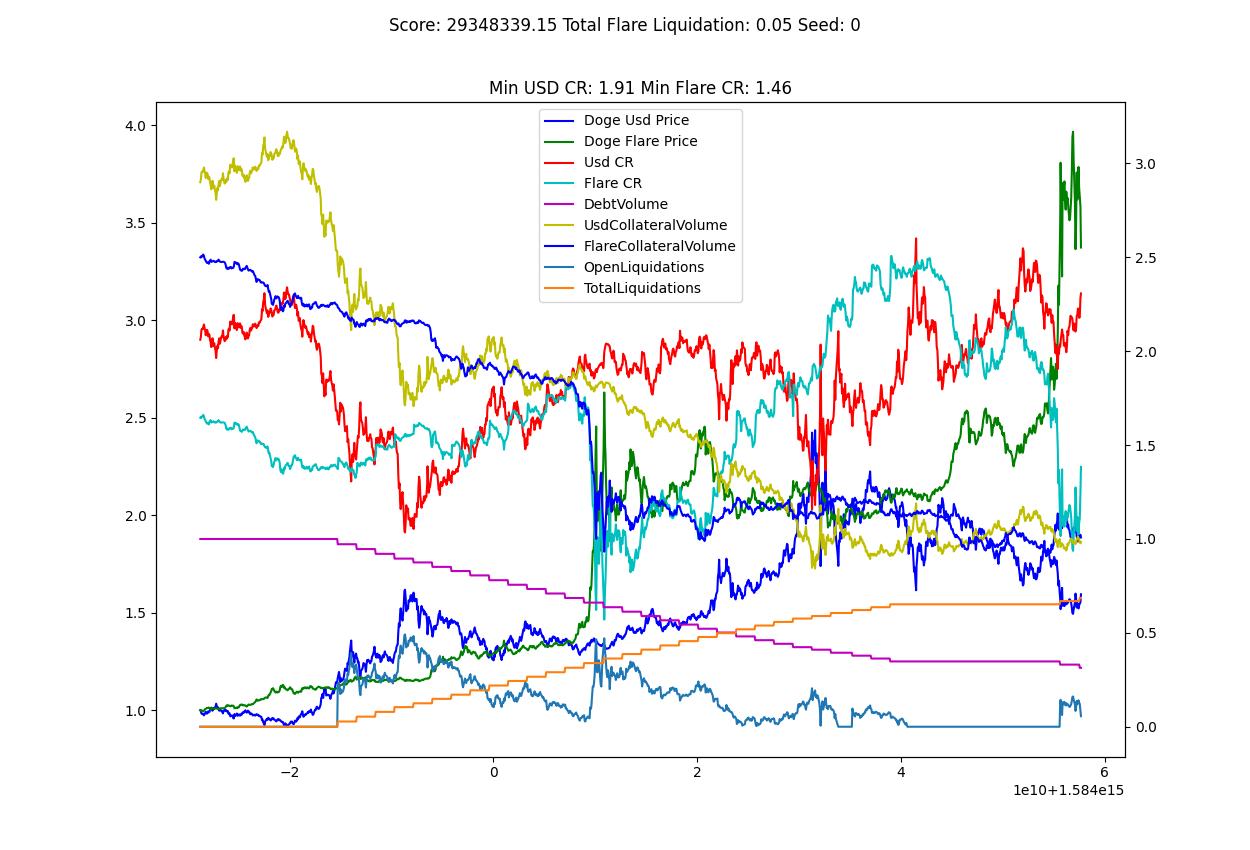 Score: 29348339.15 Total Flare Liquidation: 0.05 Seed: 0
Min USD CR: 1.91 Min Flare CR: 1.46
Doge Usd Price
Doge Flare Price
Usd CR
Flare CR
DebtVolume
UsdCollateralVolume
FlareCollateralVolume
OpenLiquidations
TotalLiquidations
4.0
3.5
3.0
2.5
2.0
1.5
1.0
3.0
2.5
2.0
1.5
1.0
0.5
0.0
−2 0 2 4 6
1e10+1.584e15